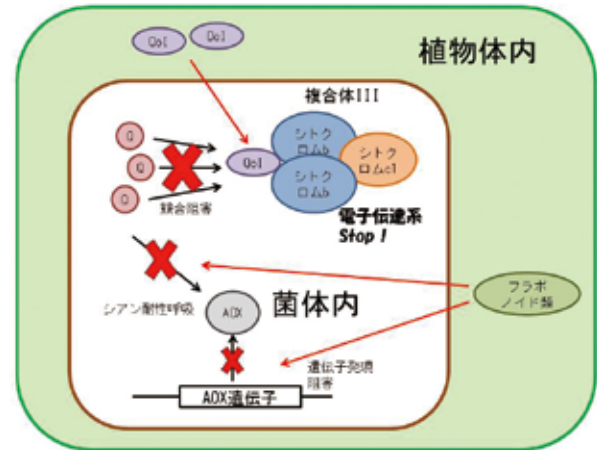 QoI
QoI
植物体内
複合体III
Q
Q
Q
QoI
シトク
ロムb
シトク
ロムb
シトク
ロムc1
競合阻害
電子伝達系
Stop!
シアン耐性呼吸
AOX
菌体内
フラボ
ノイド類
遺伝子発現
阻害
AOX遺伝子